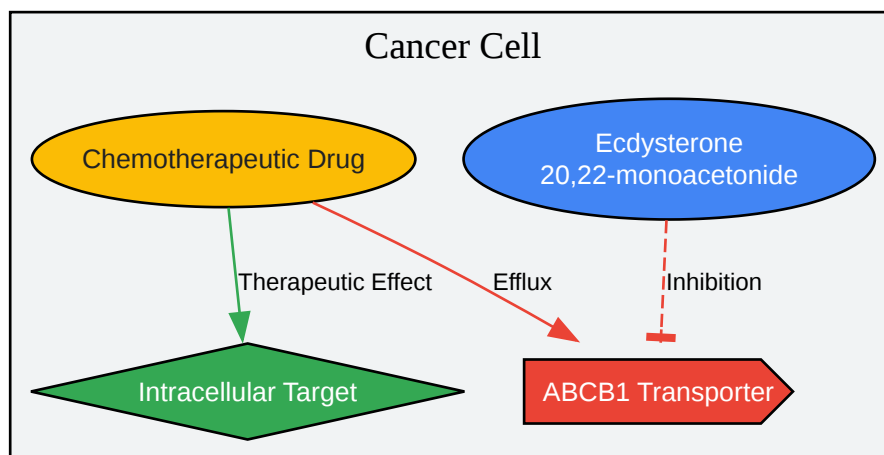 Cancer Cell
Chemotherapeutic Drug
Ecdysterone
20,22-monoacetonide
Therapeutic Effect
Efflux
Inhibition
Intracellular Target
ABCB1 Transporter